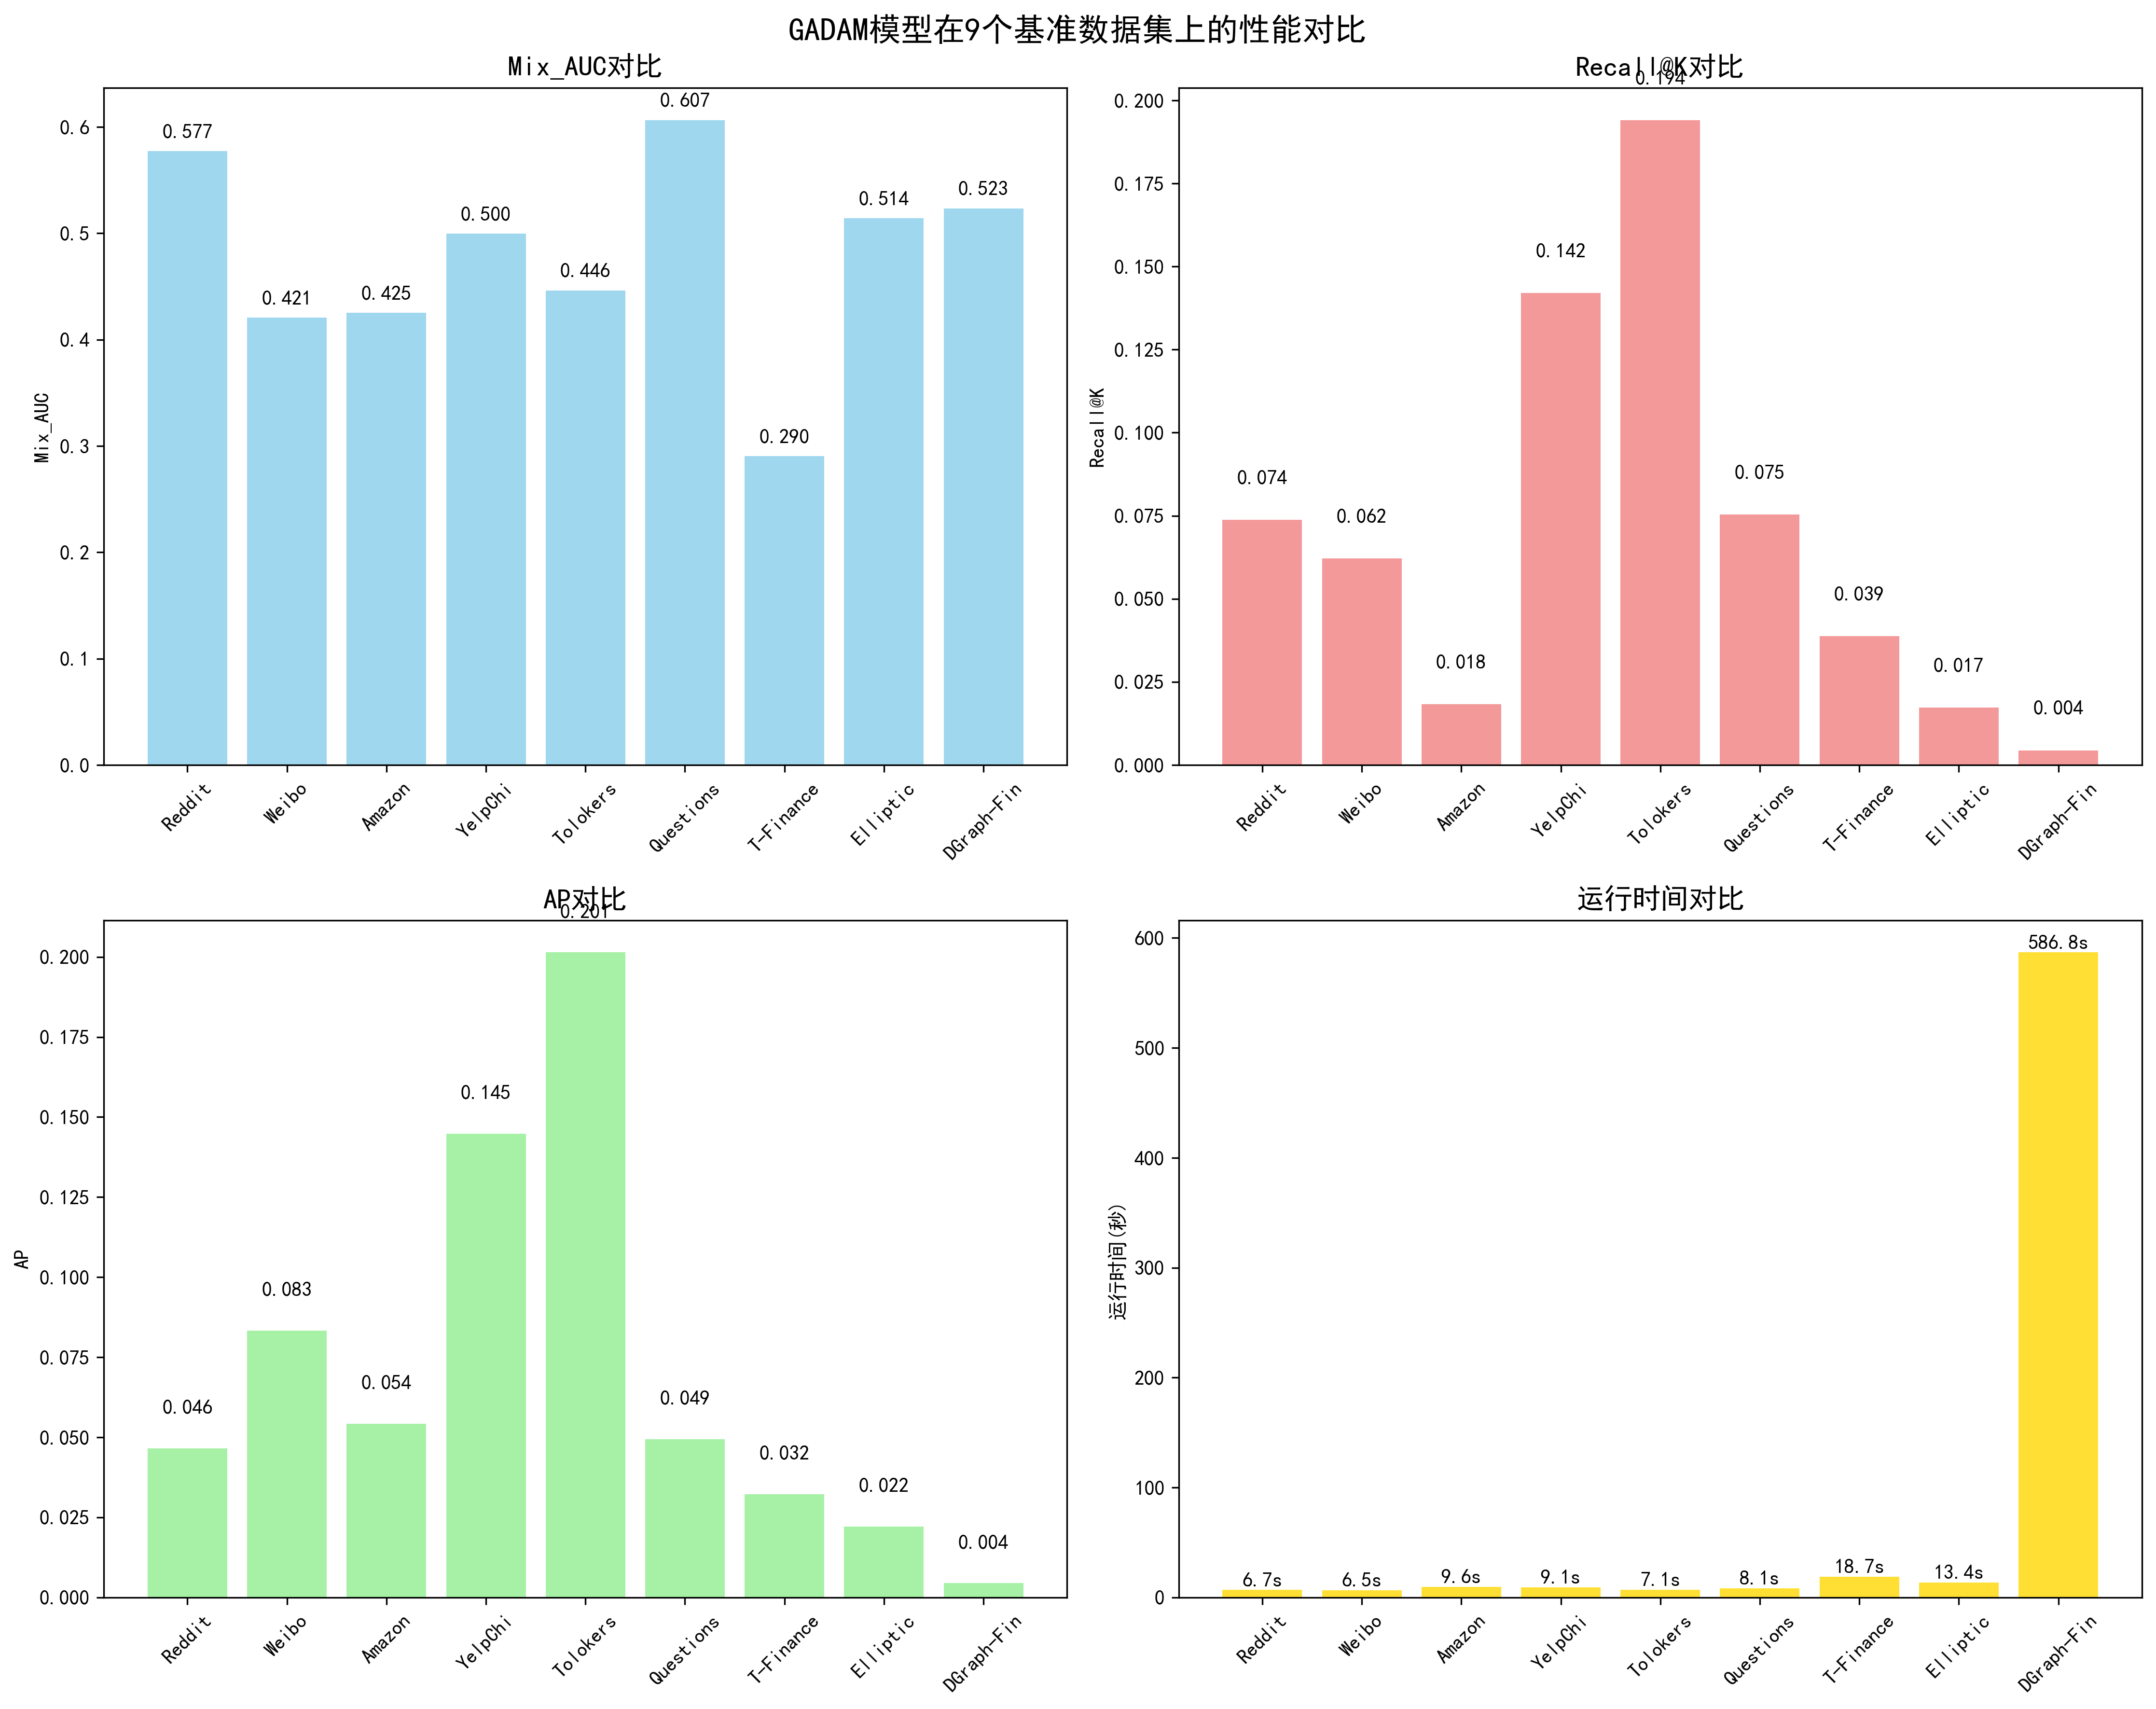 GADAM模型在9个基准数据集上的性能对比
Mix_AUC对比
0.6
0.5
0.4
0.3
0.2
0.1
0.0
Mix_AUC
0.577
0.421
0.425
0.500
0.446
0.607
0.290
0.514
0.523
Reddit
Weibo
Amazon
YelpChi
Tolokers
Questions
T-Finance
Elliptic
DGraph-Fin
Recall@K对比
0.200
0.175
0.150
0.125
0.100
0.075
0.050
0.025
0.000
Recall@K
0.074
0.062
0.018
0.142
0.194
0.075
0.039
0.017
0.004
Reddit
Weibo
Amazon
YelpChi
Tolokers
Questions
T-Finance
Elliptic
DGraph-Fin
AP对比
0.200
0.175
0.150
0.125
0.100
0.075
0.050
0.025
0.000
AP
0.046
0.083
0.054
0.145
0.201
0.049
0.032
0.022
0.004
Reddit
Weibo
Amazon
YelpChi
Tolokers
Questions
T-Finance
Elliptic
DGraph-Fin
运行时间对比
600
500
400
300
200
100
0
运行时间(秒)
6.7s
6.5s
9.6s
9.1s
7.1s
8.1s
18.7s
13.4s
586.8s
Reddit
Weibo
Amazon
YelpChi
Tolokers
Questions
T-Finance
Elliptic
DGraph-Fin